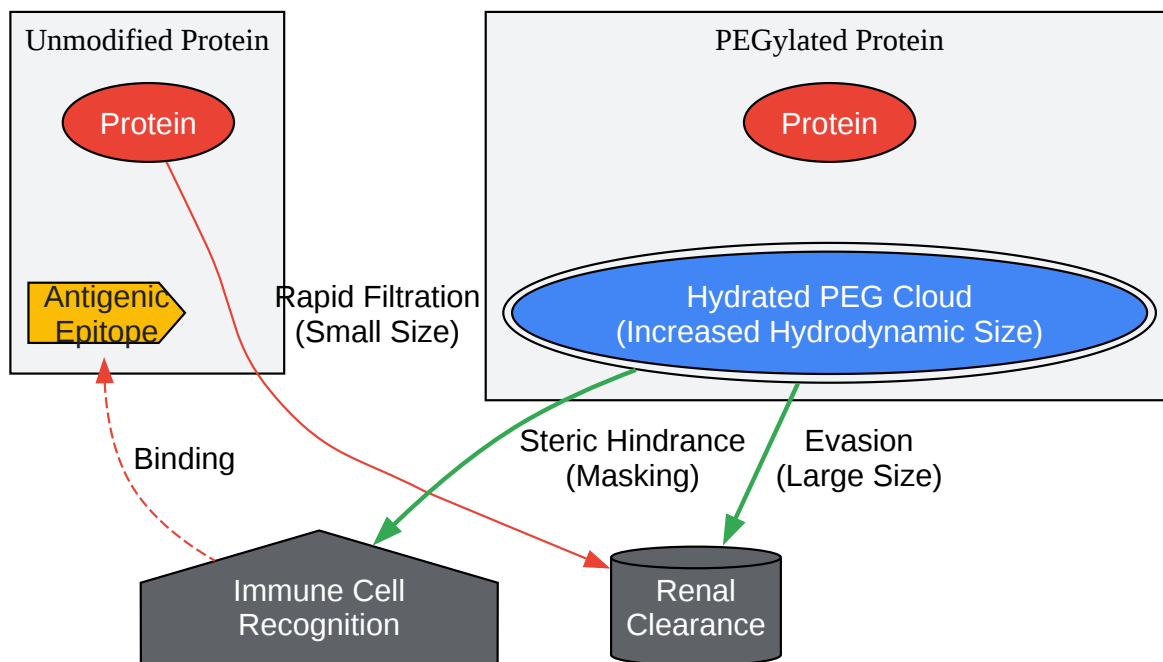 Unmodified Protein
PEGylated Protein
Protein
Protein
Antigenic
Epitope
Rapid Filtration
(Small Size)
Hydrated PEG Cloud
(Increased Hydrodynamic Size)
Binding
Steric Hindrance
(Masking)
Evasion
(Large Size)
Immune Cell
Recognition
Renal
Clearance